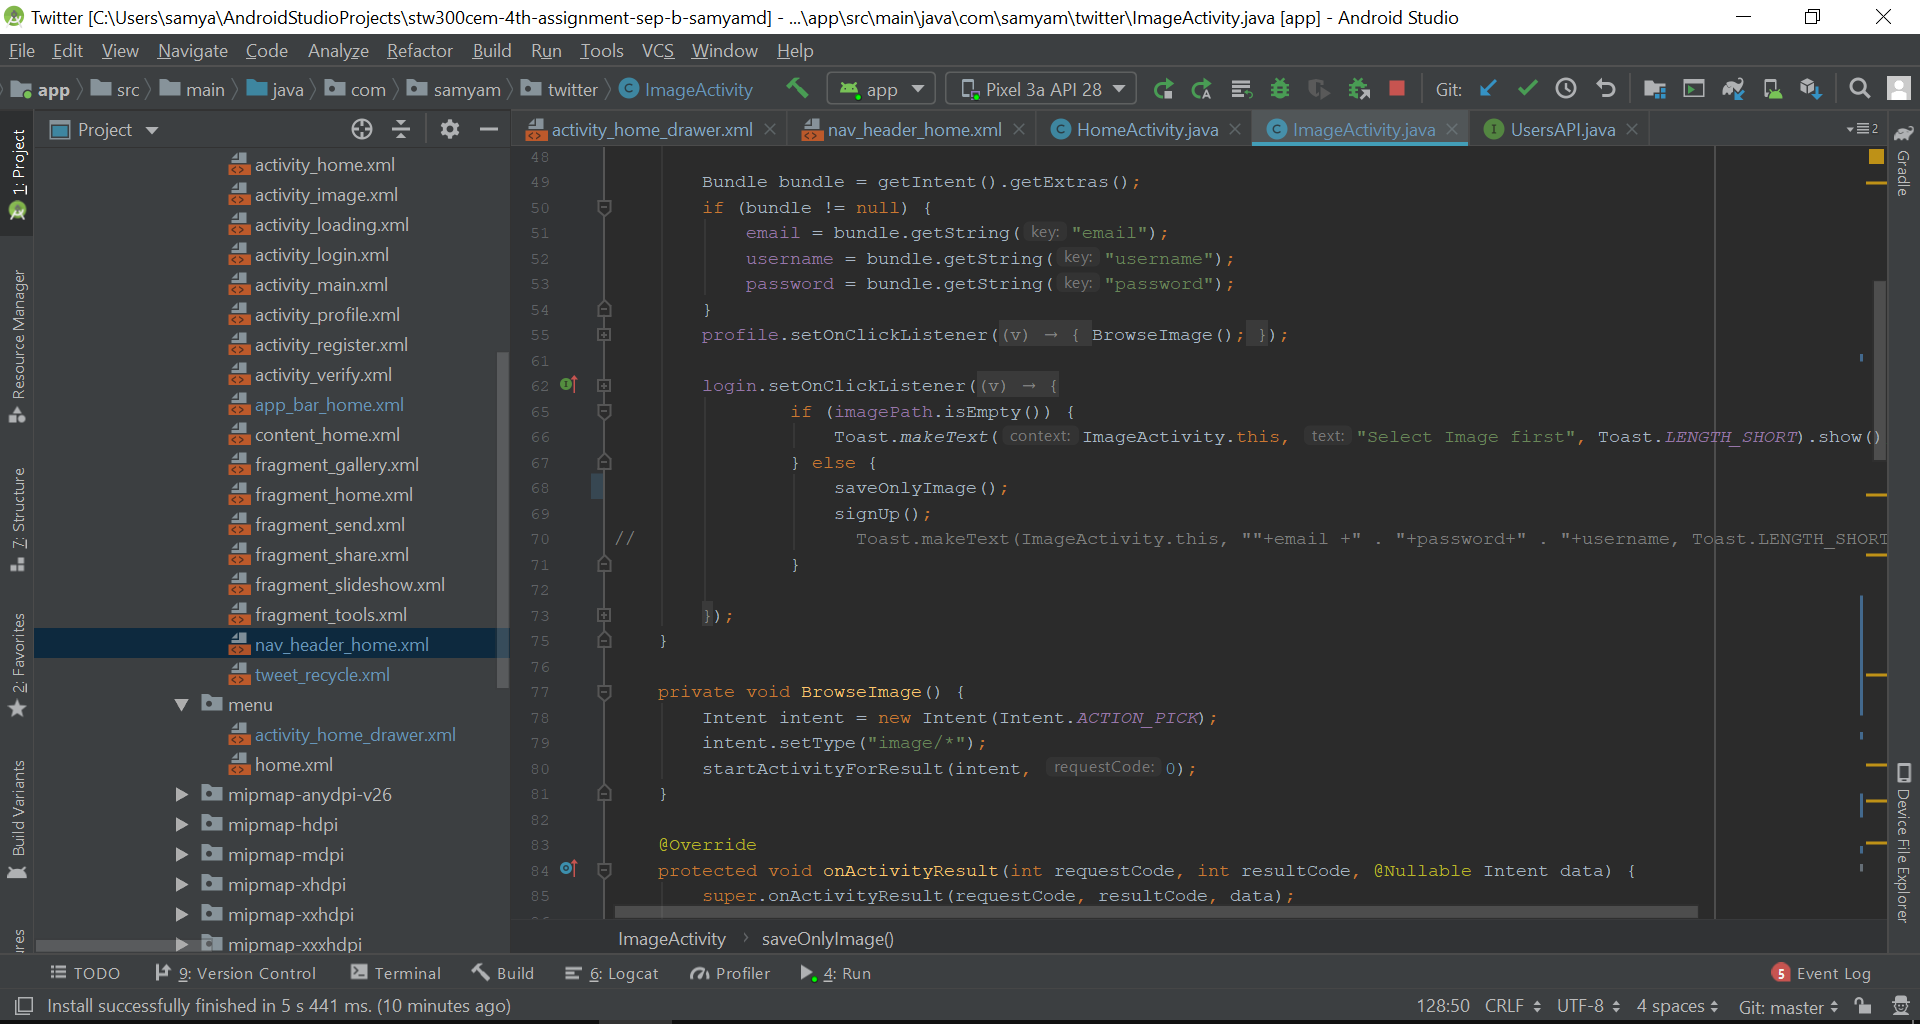 Twitter [C:\Users\samya\AndroidStudioProjects\stw300cem-4th-assignment-sep-b-samyamd] - ...\app\src\main\java\com\samyam\twitter\ImageActivity.java [app] - Android Studio
File Edit View Navigate Code Analyze Refactor Build Run Tools VCS Window Help
app src main java com samyam twitter ImageActivity app Pixel 3a API 28 Git:
Project
activity_home_drawer.xml nav_header_home.xml HomeActivity.java ImageActivity.java UsersAPI.java 2
1: Project
Resource Manager
7: Structure
2: Favorites
Build Variants
activity_home.xml
activity_image.xml
activity_loading.xml
activity_login.xml
activity_main.xml
activity_profile.xml
activity_register.xml
activity_verify.xml
app_bar_home.xml
content_home.xml
fragment_gallery.xml
fragment_home.xml
fragment_send.xml
fragment_share.xml
fragment_slideshow.xml
fragment_tools.xml
nav_header_home.xml
tweet_recycle.xml
menu
activity_home_drawer.xml
home.xml
mipmap-anydpi-v26
mipmap-hdpi
mipmap-mdpi
mipmap-xhdpi
mipmap-xxhdpi
mipmap-xxxhdpi
48
49 Bundle bundle = getIntent().getExtras();
50 if (bundle != null) {
51 email = bundle.getString( key: "email");
52 username = bundle.getString( key: "username");
53 password = bundle.getString( key: "password");
54 }
55 profile.setOnClickListener((v) → { BrowseImage(); });
61
62 login.setOnClickListener((v) → {
65 if (imagePath.isEmpty()) {
66 Toast.makeText( context: ImageActivity.this, text: "Select Image first", Toast.LENGTH_SHORT).show()
67 } else {
68 saveOnlyImage();
69 signUp();
70 // Toast.makeText(ImageActivity.this, ""+email +" . "+password+" . "+username, Toast.LENGTH_SHORT
71 }
72
73 });
75 }
76
77 private void BrowseImage() {
78 Intent intent = new Intent(Intent.ACTION_PICK);
79 intent.setType("image/*");
80 startActivityForResult(intent, requestCode: 0);
81 }
82
83 @Override
84 protected void onActivityResult(int requestCode, int resultCode, @Nullable Intent data) {
85 super.onActivityResult(requestCode, resultCode, data);
ImageActivity saveOnlyImage()
Gradle
Device File Explorer
TODO 9: Version Control Terminal Build 6: Logcat Profiler 4: Run 5 Event Log
Install successfully finished in 5 s 441 ms. (10 minutes ago) 128:50 CRLF UTF-8 4 spaces Git: master